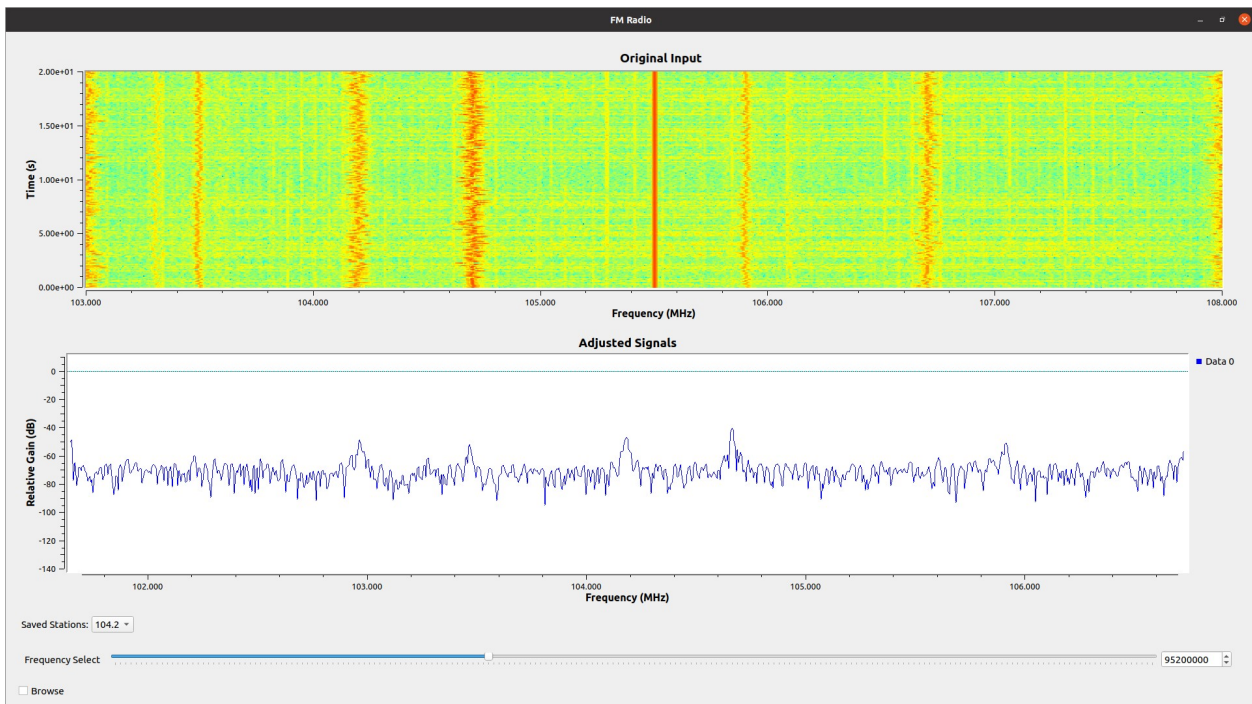 FM Radio
Original Input
Time (s)
2.00e+01
1.50e+01
1.00e+01
5.00e+00
0.00e+00
103.000 104.000 105.000 106.000 107.000 108.000
Frequency (MHz)
Adjusted Signals
Data 0
Relative Gain (dB)
0
-20
-40
-60
-80
-100
-120
-140
102.000 103.000 104.000 105.000 106.000
Frequency (MHz)
Saved Stations: 104.2
Frequency Select 95200000
Browse